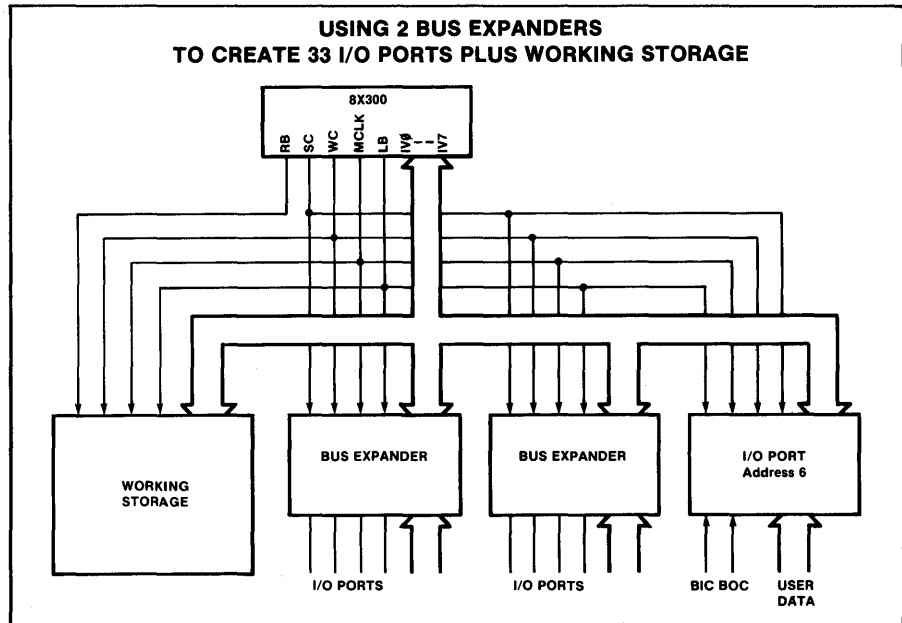 USING 2 BUS EXPANDERS
TO CREATE 33 I/O PORTS PLUS WORKING STORAGE
8X300
RB SC WC MCLK LB IVØ IV7
WORKING
STORAGE
BUS EXPANDER
BUS EXPANDER
I/O PORT
Address 6
I/O PORTS
I/O PORTS
BIC BOC
USER
DATA